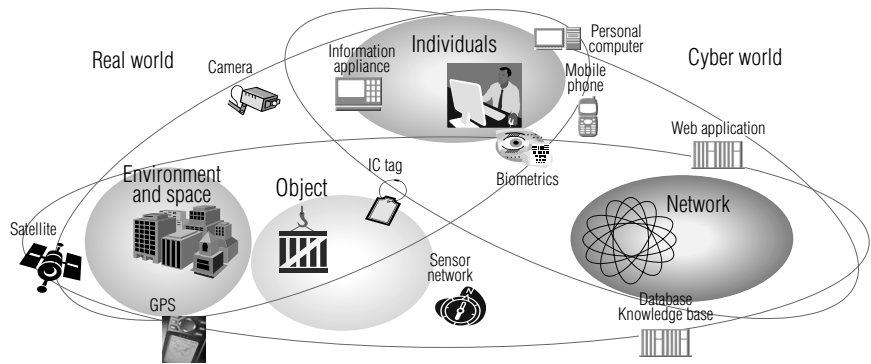 Real world
Camera
Information
appliance
Individuals
Personal
computer
Mobile
phone
Cyber world
Web application
Biometrics
IC tag
Environment
and space
Object
Satellite
GPS
Sensor
network
N
Network
Database
Knowledge base